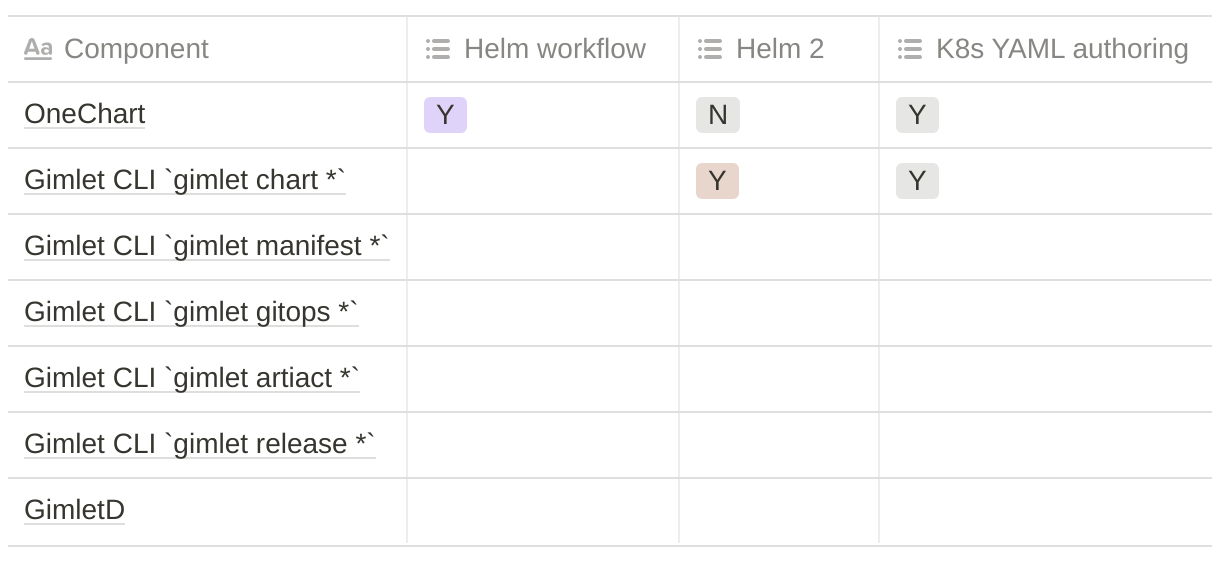 Aa Component Helm workflow Helm 2 K8s YAML authoring
OneChart Y N Y
Gimlet CLI `gimlet chart *` Y Y
Gimlet CLI `gimlet manifest *`
Gimlet CLI `gimlet gitops *`
Gimlet CLI `gimlet artiact *`
Gimlet CLI `gimlet release *`
GimletD